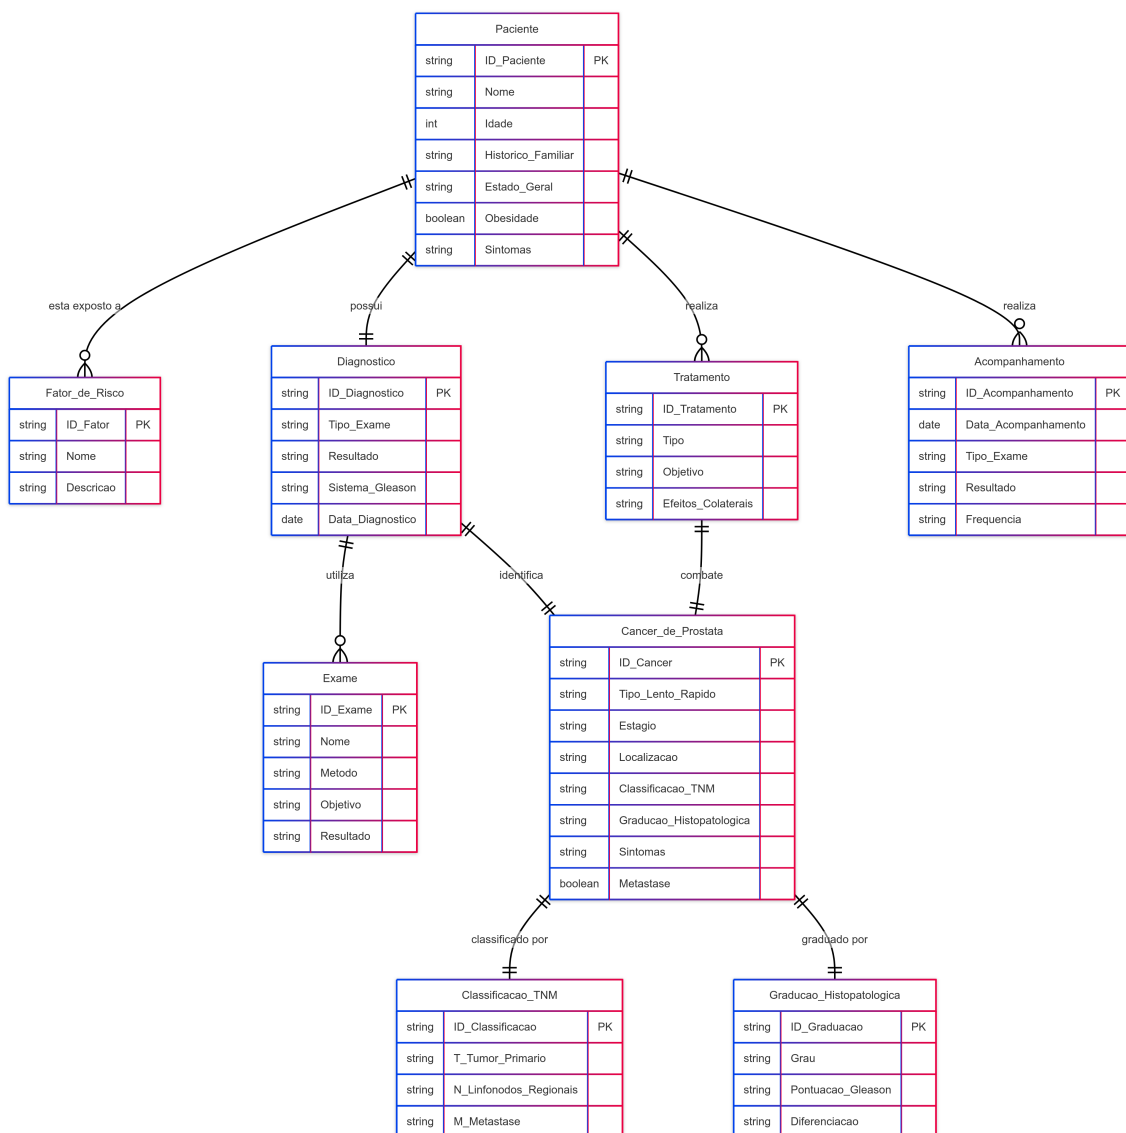 Paciente
string ID_Paciente PK
string Nome
int Idade
string Historico_Familiar
string Estado_Geral
boolean Obesidade
string Sintomas
esta exposto a
possui
realiza
realiza
Fator_de_Risco
string ID_Fator PK
string Nome
string Descricao
Diagnostico
string ID_Diagnostico PK
string Tipo_Exame
string Resultado
string Sistema_Gleason
date Data_Diagnostico
Tratamento
string ID_Tratamento PK
string Tipo
string Objetivo
string Efeitos_Colaterais
Acompanhamento
string ID_Acompanhamento PK
date Data_Acompanhamento
string Tipo_Exame
string Resultado
string Frequencia
utiliza
identifica
combate
Exame
string ID_Exame PK
string Nome
string Metodo
string Objetivo
string Resultado
Cancer_de_Prostata
string ID_Cancer PK
string Tipo_Lento_Rapido
string Estagio
string Localizacao
string Classificacao_TNM
string Graducao_Histopatologica
string Sintomas
boolean Metastase
classificado por
graduado por
Classificacao_TNM
string ID_Classificacao PK
string T_Tumor_Primario
string N_Linfonodos_Regionais
string M_Metastase
Graducao_Histopatologica
string ID_Graduacao PK
string Grau
string Pontuacao_Gleason
string Diferenciacao